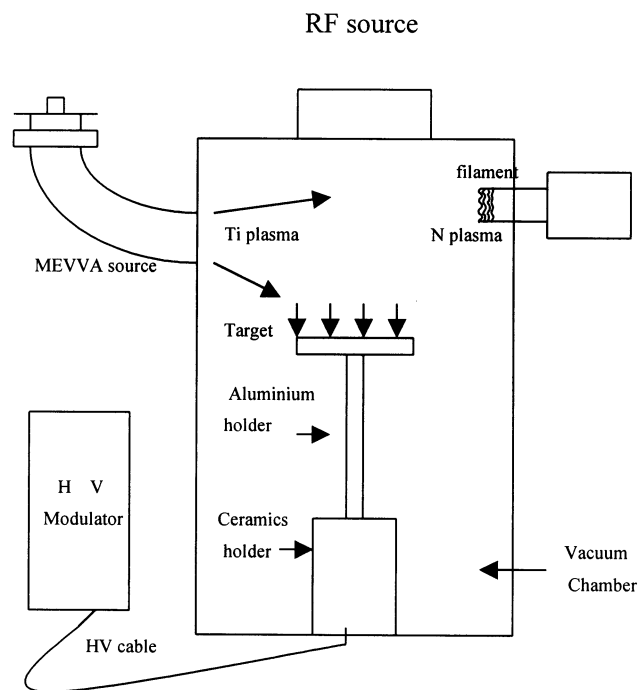 RF source
filament
Ti plasma
N plasma
MEVVA source
Target
Aluminium
holder
H V
Modulator
Ceramics
holder
Vacuum
Chamber
HV cable